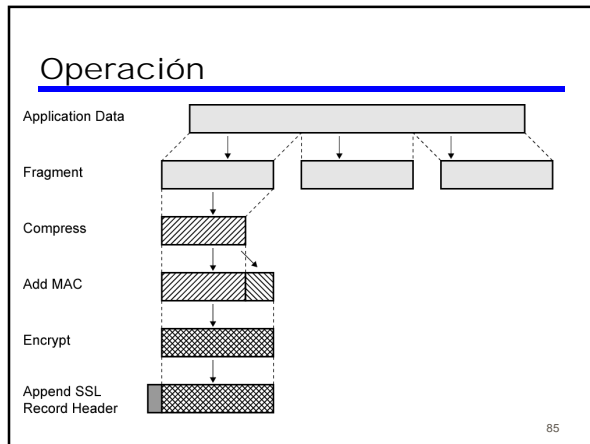 Operación
Application Data
Fragment
Compress
Add MAC
Encrypt
Append SSL
Record Header
85